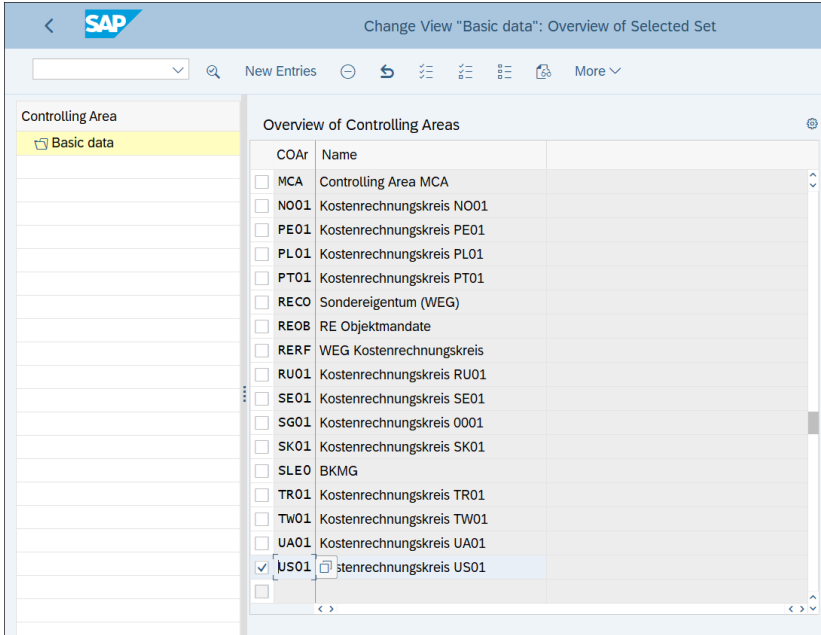 SAP
Change View "Basic data": Overview of Selected Set
New Entries More
Controlling Area
Basic data
Overview of Controlling Areas
COAr Name
MCA Controlling Area MCA
NO01 Kostenrechnungskreis NO01
PE01 Kostenrechnungskreis PE01
PL01 Kostenrechnungskreis PL01
PT01 Kostenrechnungskreis PT01
RECO Sondereigentum (WEG)
REOB RE Objektmandate
RERF WEG Kostenrechnungskreis
RU01 Kostenrechnungskreis RU01
SE01 Kostenrechnungskreis SE01
SG01 Kostenrechnungskreis 0001
SK01 Kostenrechnungskreis SK01
SLE0 BKMG
TR01 Kostenrechnungskreis TR01
TW01 Kostenrechnungskreis TW01
UA01 Kostenrechnungskreis UA01
US01 stenrechnungskreis US01